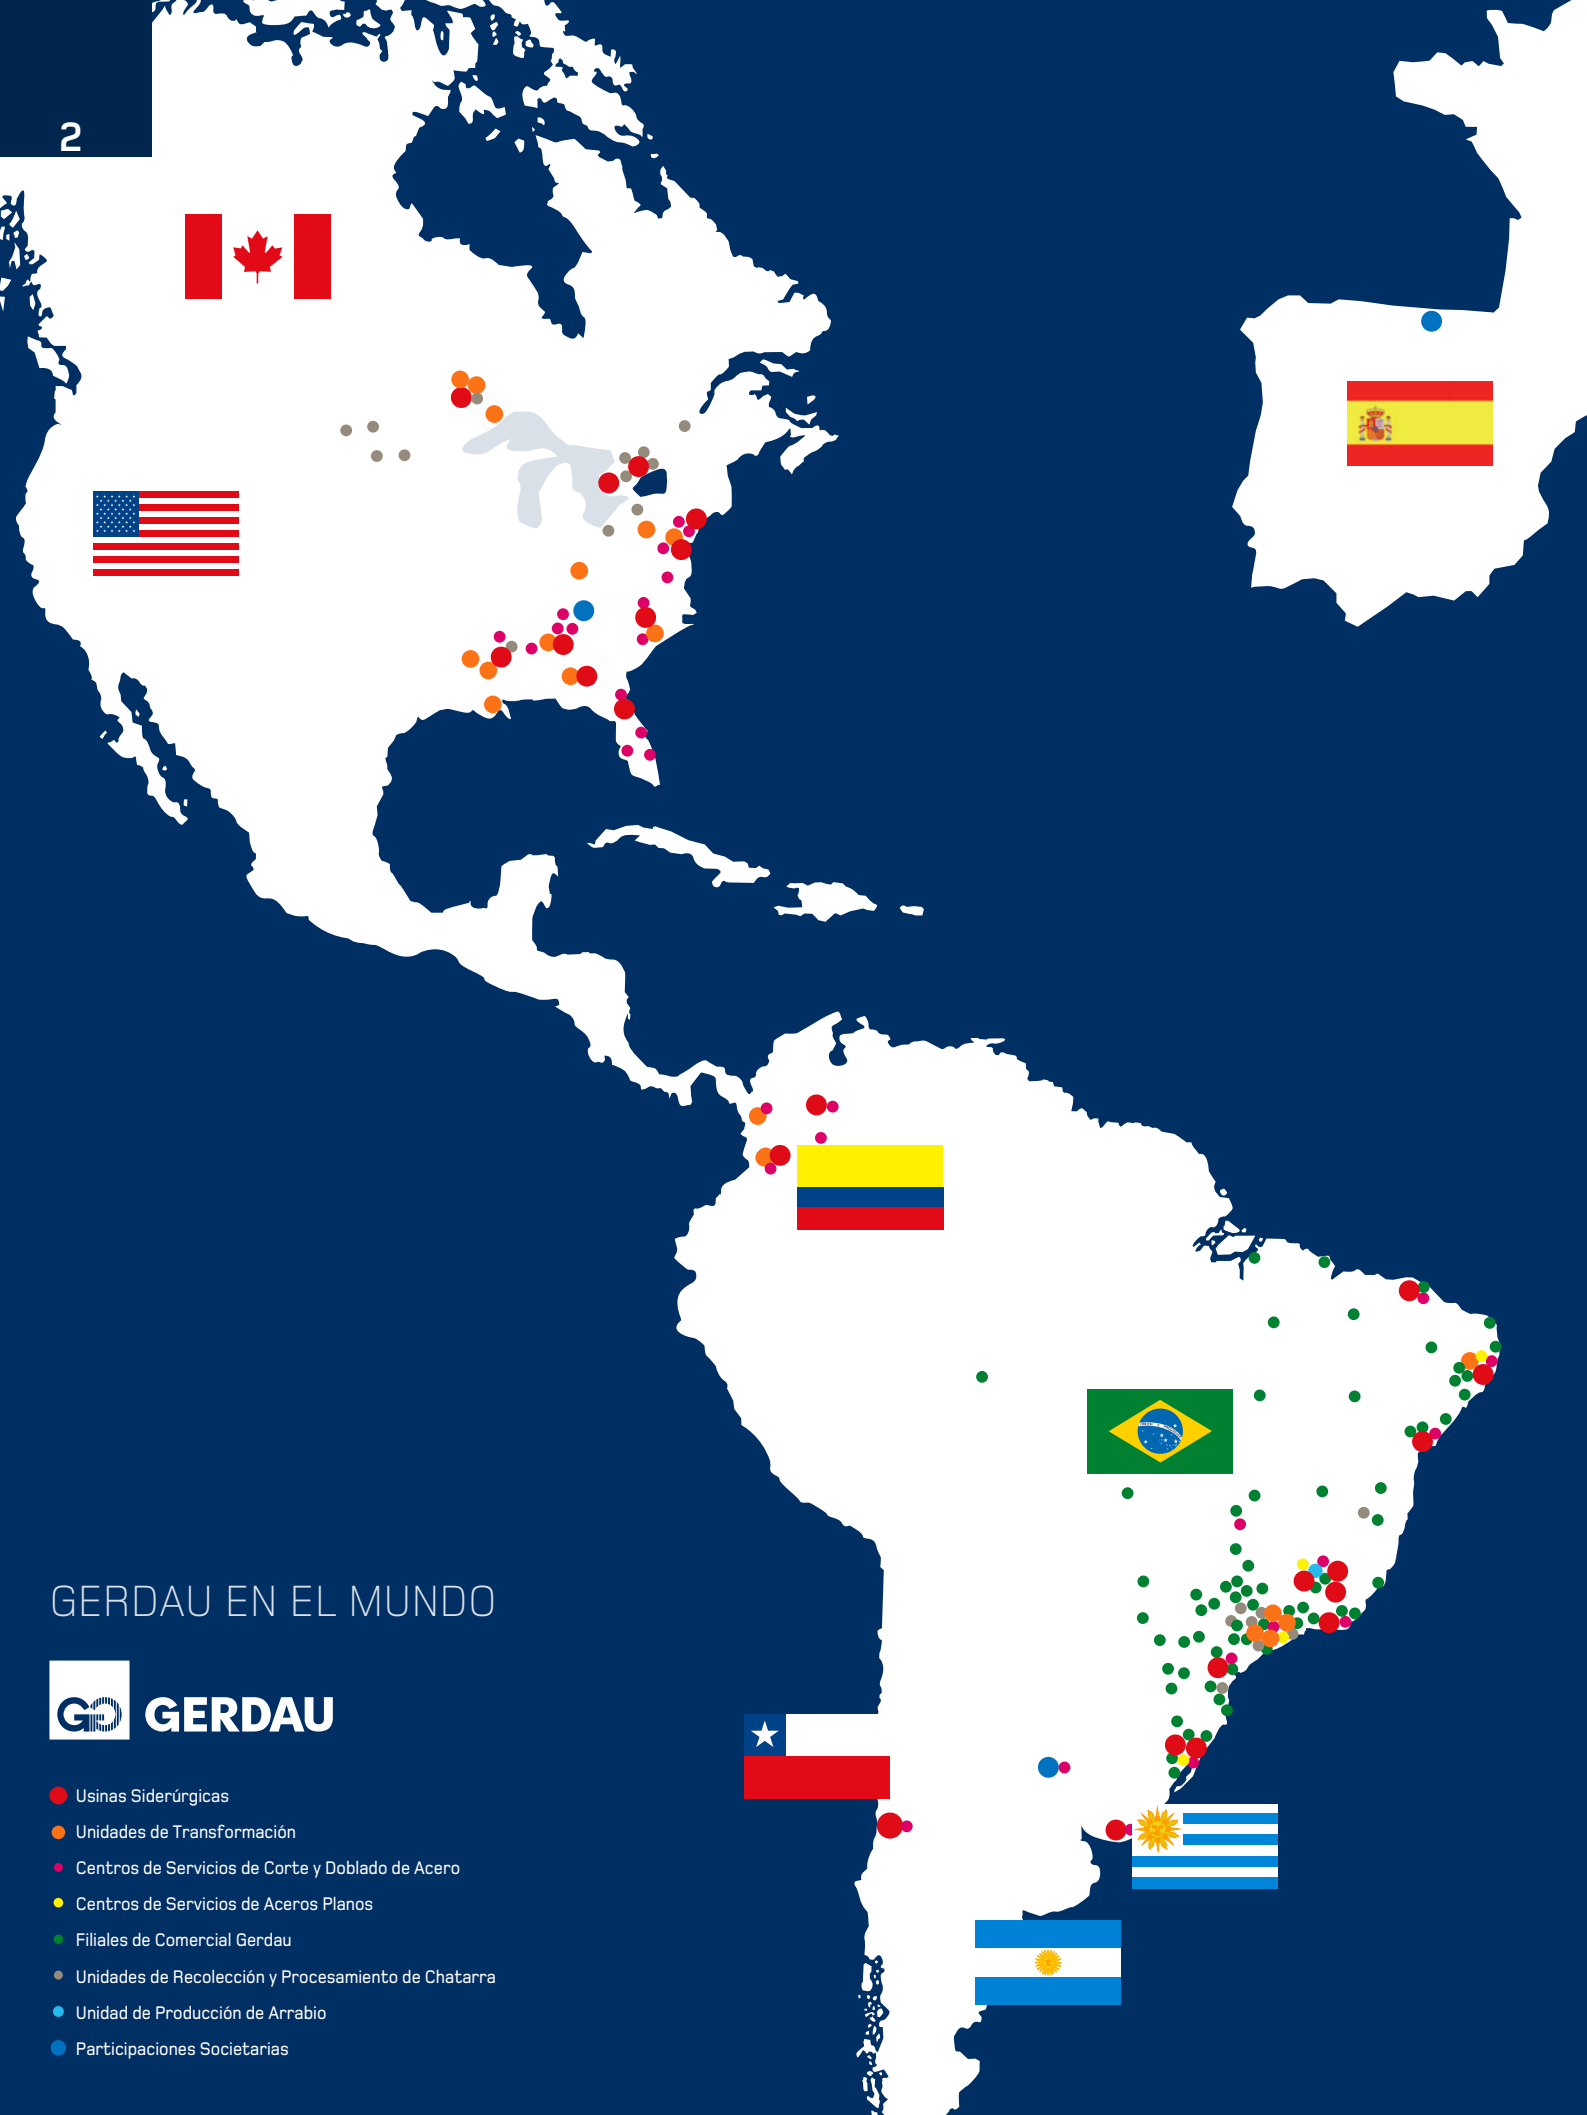 2
GERDAU EN EL MUNDO
GERDAU
Usinas Siderúrgicas
Unidades de Transformación
Centros de Servicios de Corte y Doblado de Acero
Centros de Servicios de Aceros Planos
Filiales de Comercial Gerdau
Unidades de Recolección y Procesamiento de Chatarra
Unidad de Producción de Arrabio
Participaciones Societarias